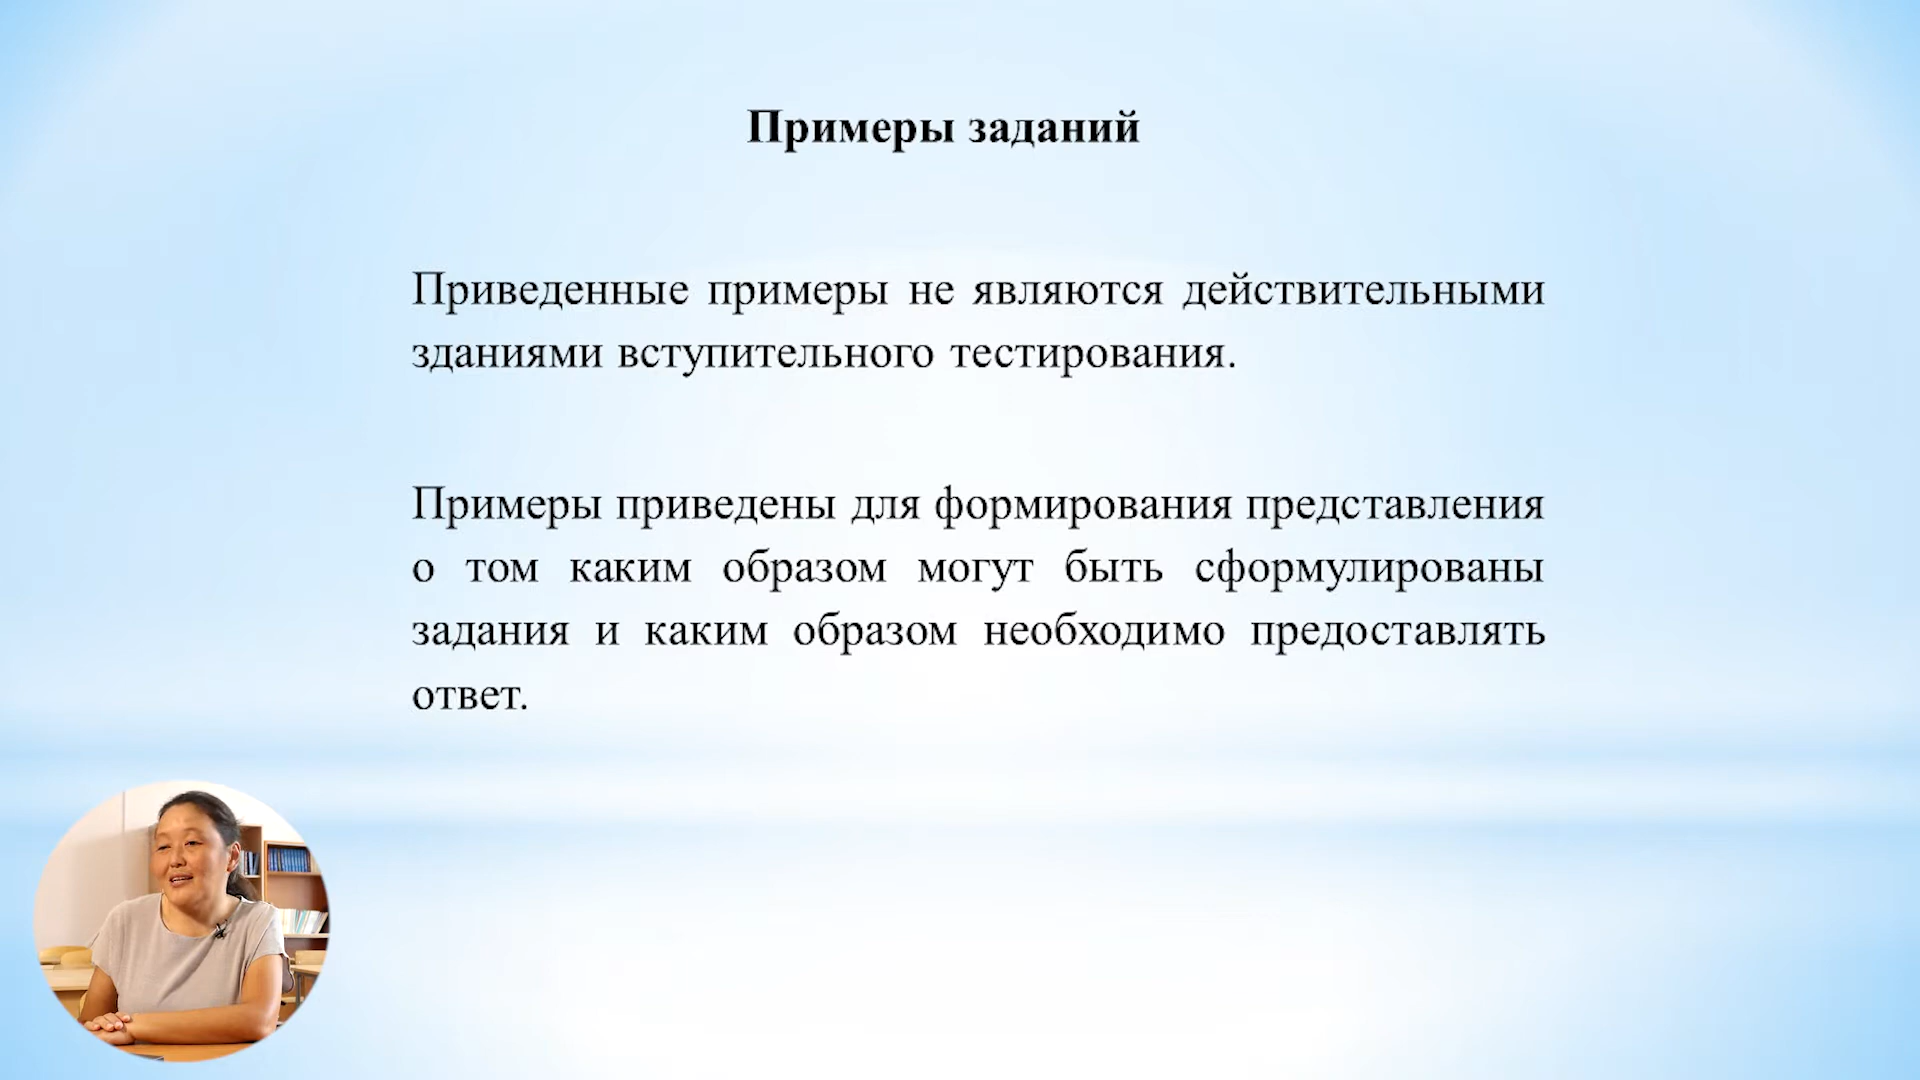 Примеры заданий
Приведенные примеры не являются действительными
зданиями вступительного тестирования.
Примеры приведены для формирования представления
о том каким образом могут быть сформулированы
задания и каким образом необходимо предоставлять
ответ.